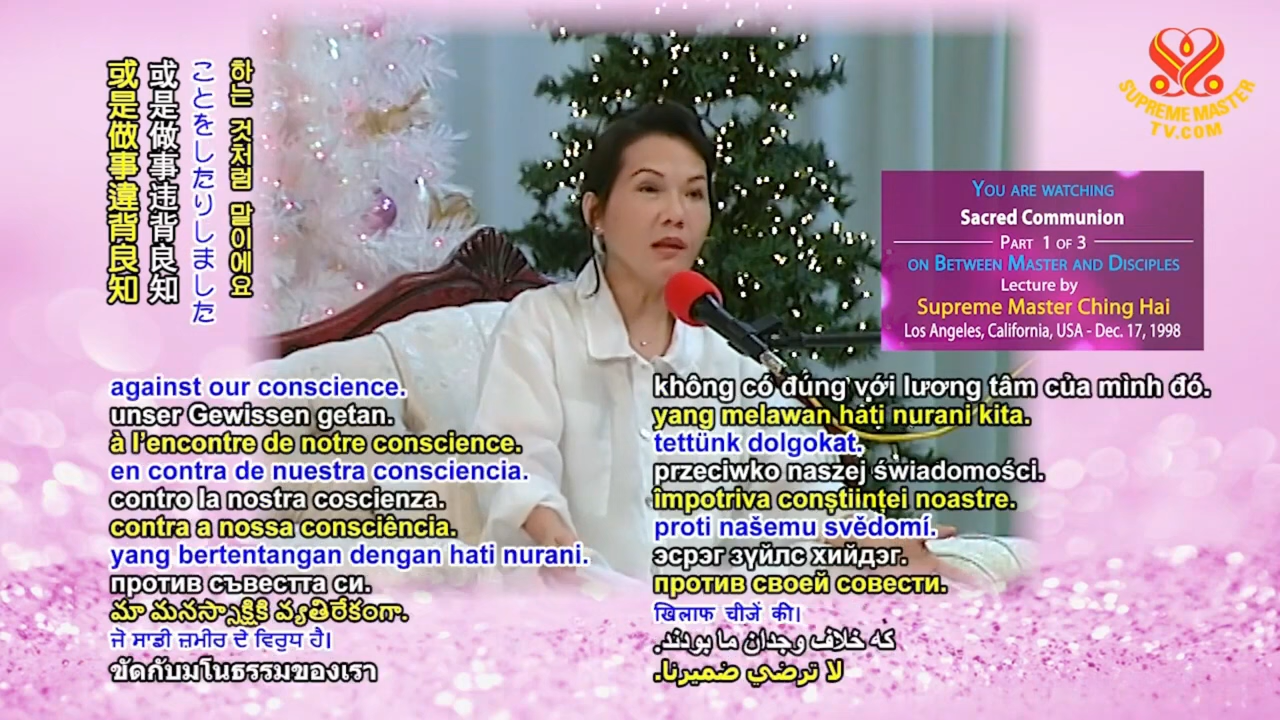 하는 것처럼 말이에요
ことをしたりしました
或是做事违背良知
或是做事違背良知
SUPREME MASTER
TV.COM
YOU ARE WATCHING
Sacred Communion
PART 1 OF 3
ON BETWEEN MASTER AND DISCIPLES
Lecture by
Supreme Master Ching Hai
Los Angeles, California, USA - Dec. 17, 1998
against our conscience.
unser Gewissen getan.
à l'encontre de notre conscience.
en contra de nuestra consciencia.
contro la nostra coscienza.
contra a nossa consciência.
yang bertentangan dengan hati nurani.
против съвестта си.
మా మనస్సాక్షికి వ్యతిరేకంగా.
ਜੋ ਸਾਡੀ ਜ਼ਮੀਰ ਦੇ ਵਿਰੁਧ ਹੈ।
ขัดกับมโนธรรมของเรา
không có đúng với lương tâm của mình đó.
yang melawan hati nurani kita.
tettünk dolgokat.
przeciwko naszej świadomości.
împotriva conștiinței noastre.
proti našemu svědomí.
эсрэг зүйлс хийдэг.
против своей совести.
खिलाफ चीजें की।
که خلاف وجدان ما بودند.
لا ترضي ضميرنا.